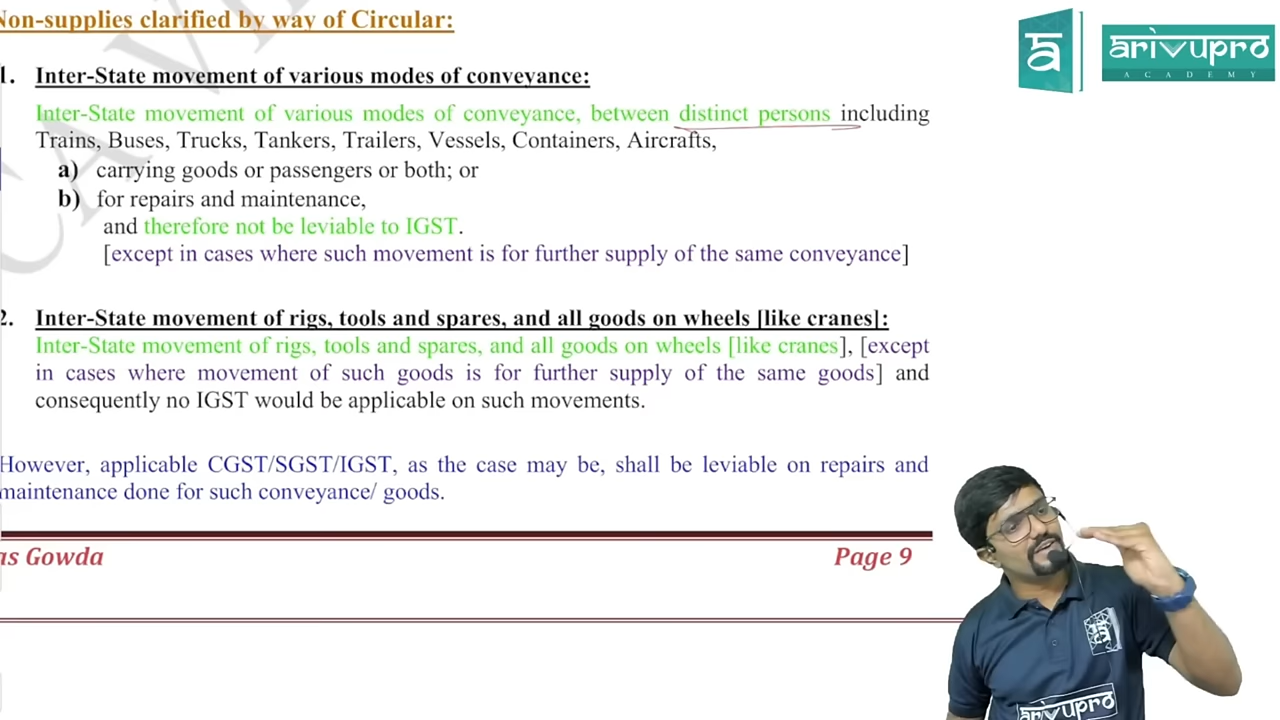 Non-supplies clarified by way of Circular:
1. Inter-State movement of various modes of conveyance:
Inter-State movement of various modes of conveyance, between distinct persons including
Trains, Buses, Trucks, Tankers, Trailers, Vessels, Containers, Aircrafts,
a) carrying goods or passengers or both; or
b) for repairs and maintenance,
and therefore not be leviable to IGST.
[except in cases where such movement is for further supply of the same conveyance]
2. Inter-State movement of rigs, tools and spares, and all goods on wheels [like cranes]:
Inter-State movement of rigs, tools and spares, and all goods on wheels [like cranes], [except
in cases where movement of such goods is for further supply of the same goods] and
consequently no IGST would be applicable on such movements.
However, applicable CGST/SGST/IGST, as the case may be, shall be leviable on repairs and
maintenance done for such conveyance/ goods.
as Gowda Page 9
arivupro
ACADEMY
arivupro